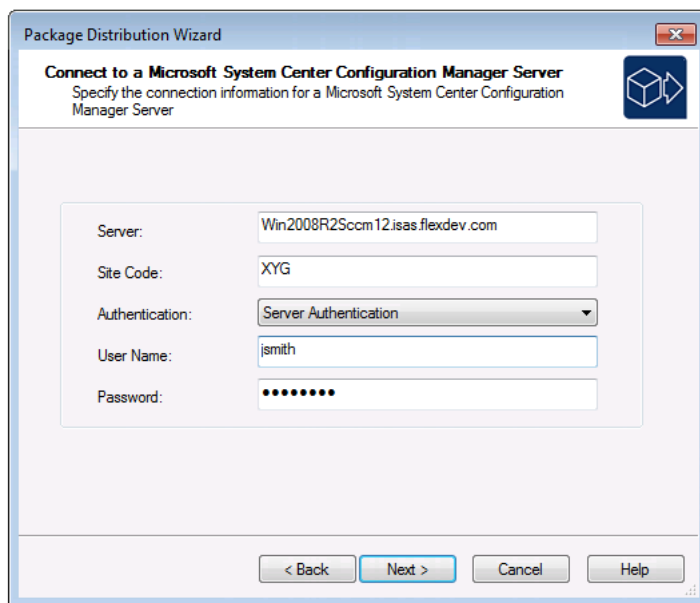 Package Distribution Wizard
Connect to a Microsoft System Center Configuration Manager Server
Specify the connection information for a Microsoft System Center Configuration
Manager Server
Server: Win2008R2Sccm12.isas.flexdev.com
Site Code: XYG
Authentication: Server Authentication
User Name: jsmith
Password: ••••••••
< Back Next > Cancel Help